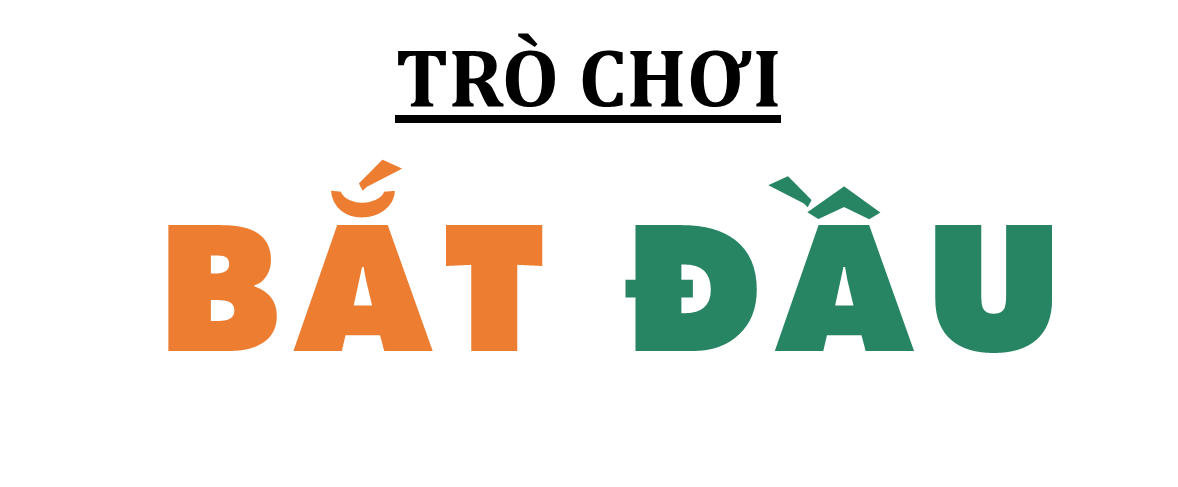 TRÒ CHƠI
BẮT ĐẦU